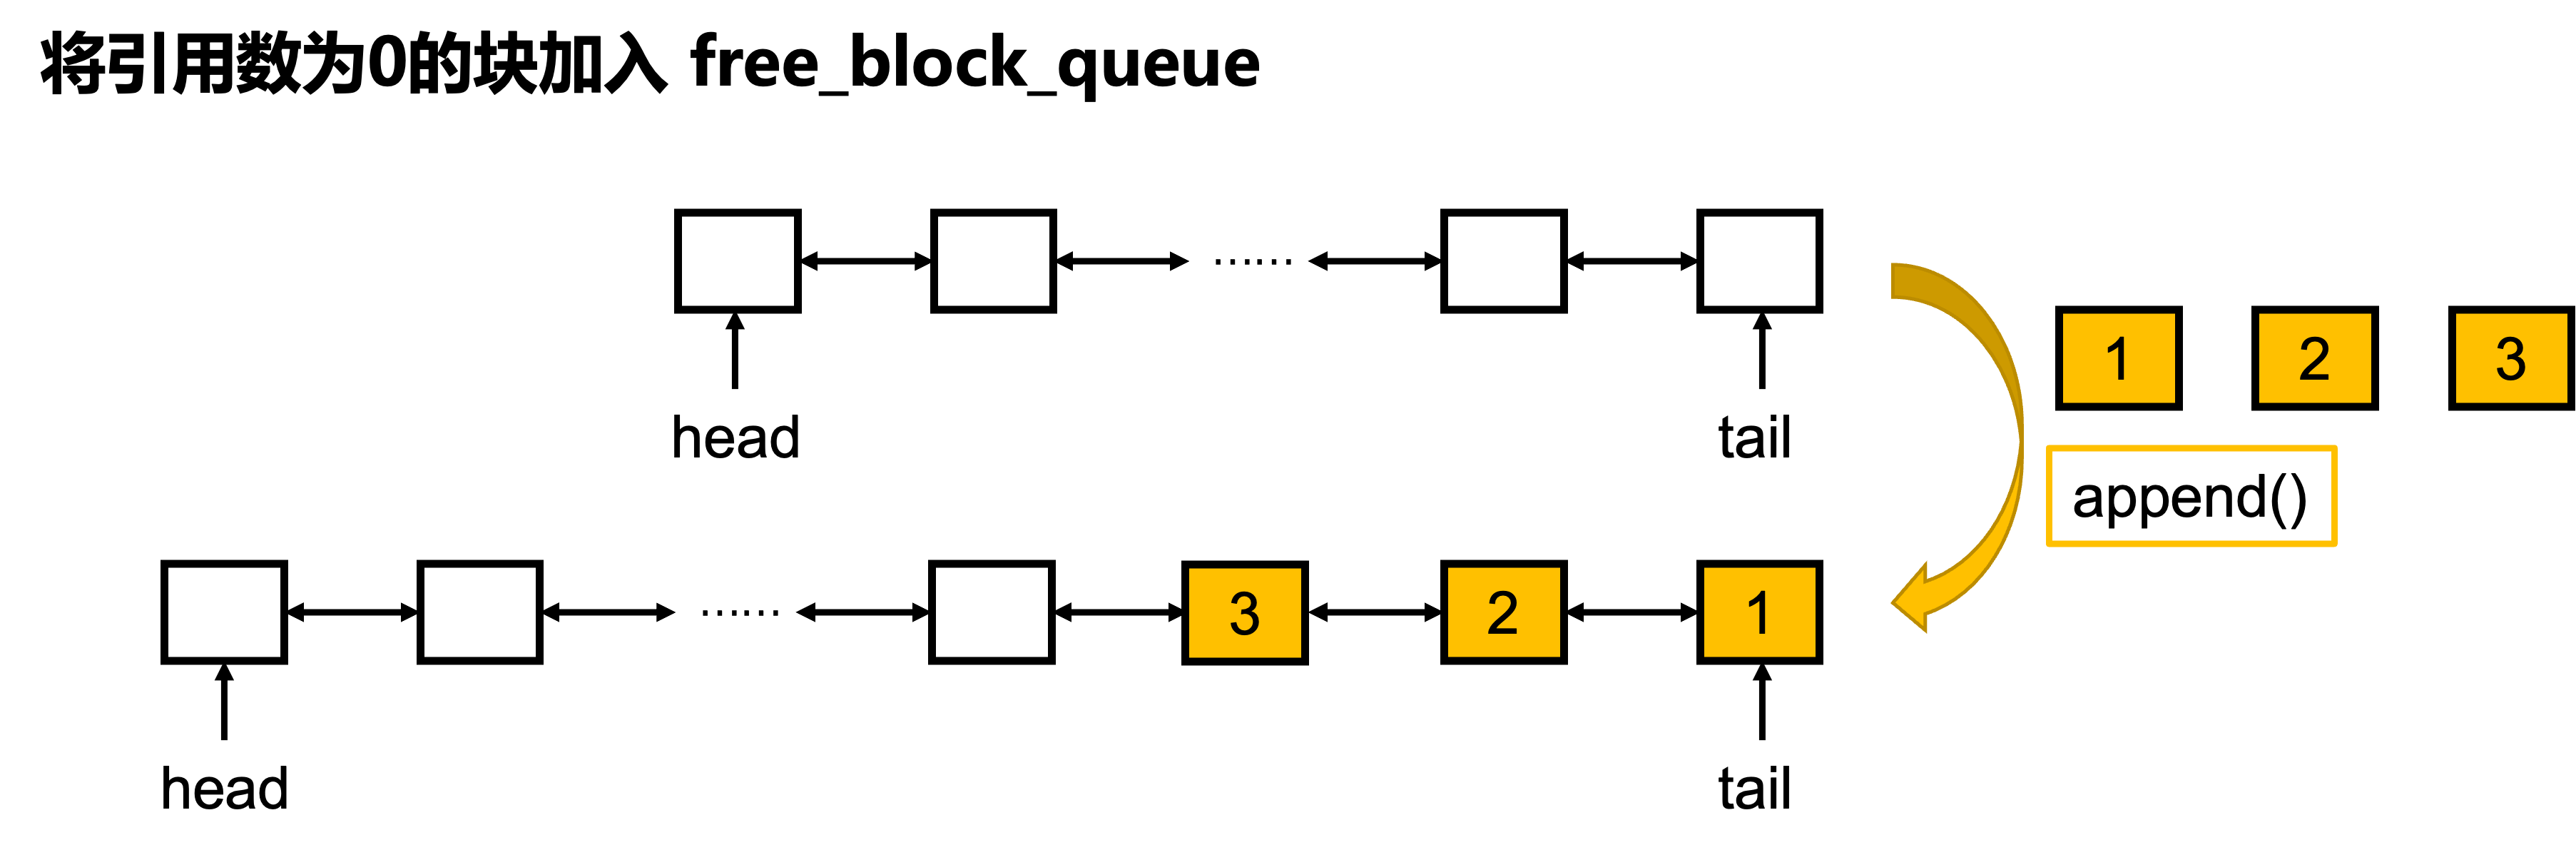 将引用数为0的块加入 free_block_queue
……
1 2 3
head tail
append()
…… 3 2 1
head tail